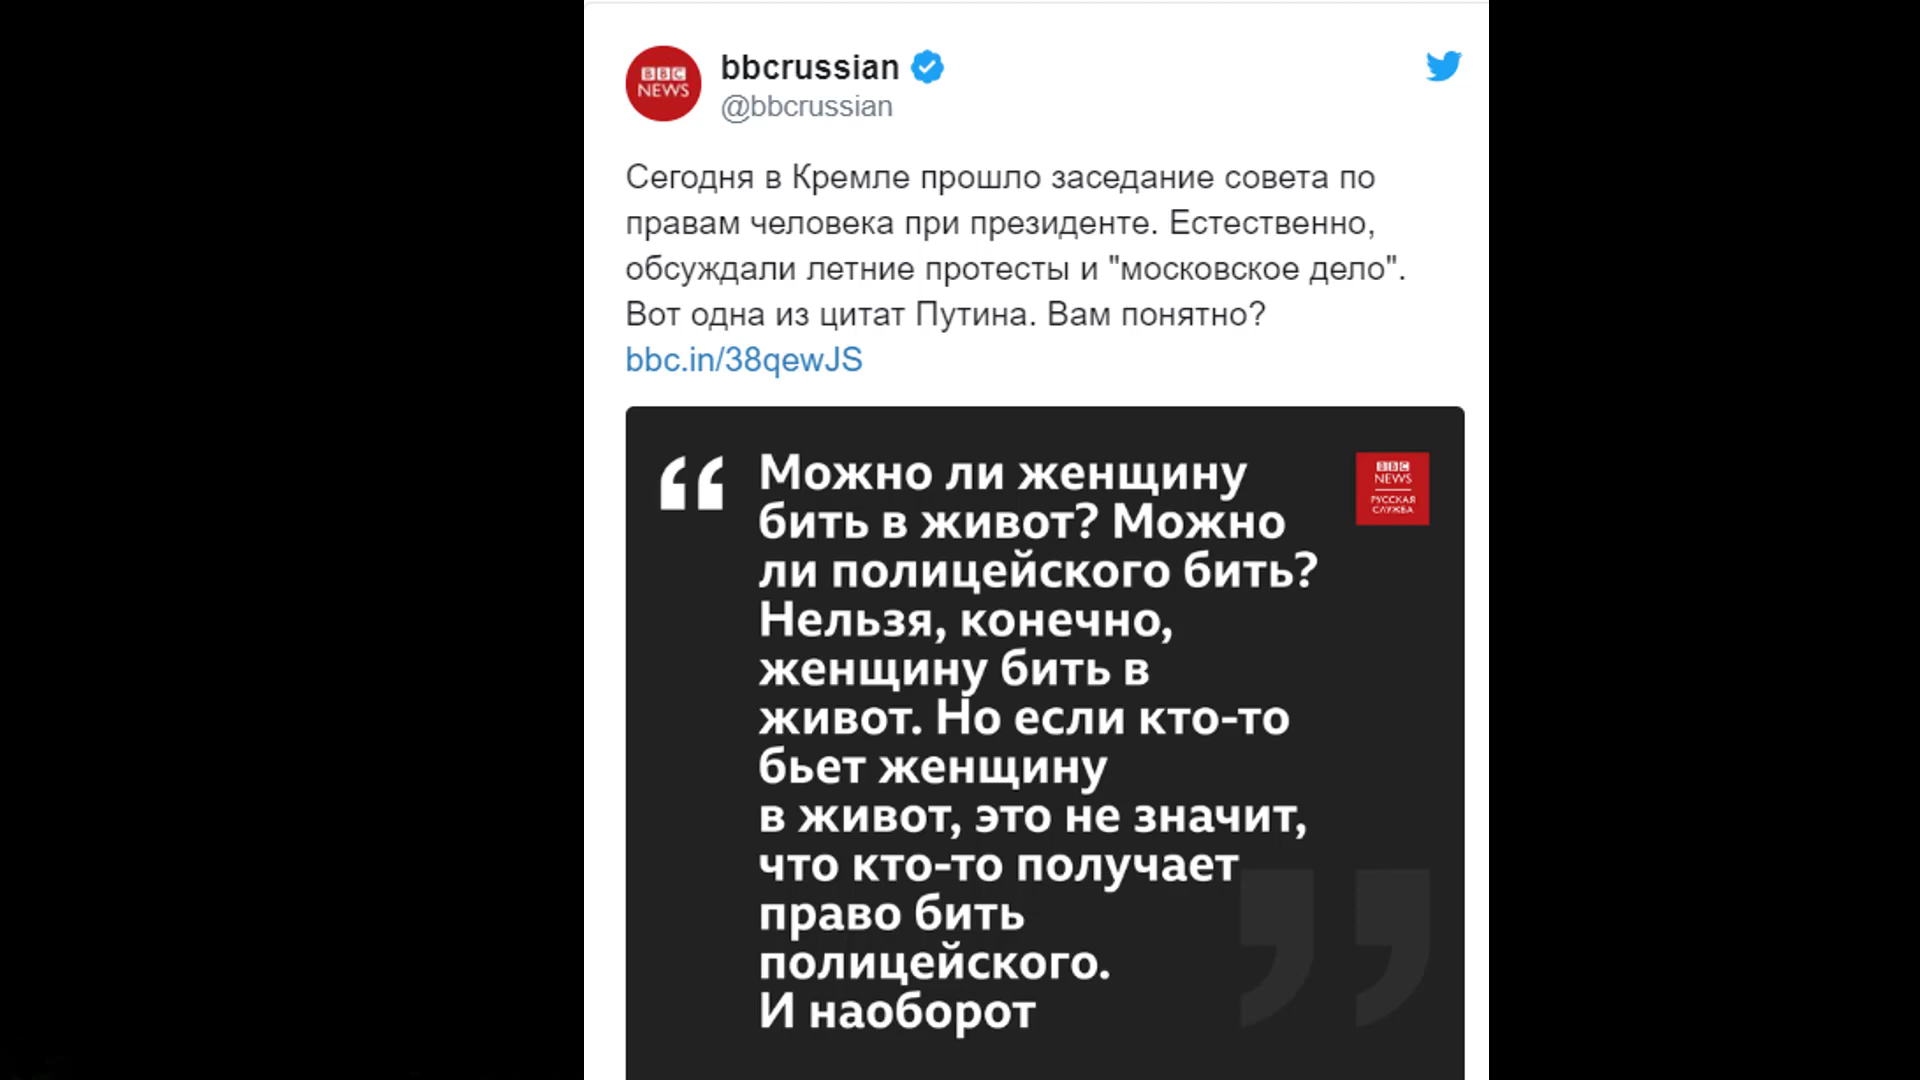 BBC
NEWS
bbcrussian
@bbcrussian
Сегодня в Кремле прошло заседание совета по
правам человека при президенте. Естественно,
обсуждали летние протесты и "московское дело".
Вот одна из цитат Путина. Вам понятно?
bbc.in/38qewJS
“ Можно ли женщину
бить в живот? Можно
ли полицейского бить?
Нельзя, конечно,
женщину бить в
живот. Но если кто-то
бьет женщину
в живот, это не значит,
что кто-то получает
право бить
полицейского.
И наоборот
”
BBC
NEWS
РУССКАЯ
СЛУЖБА